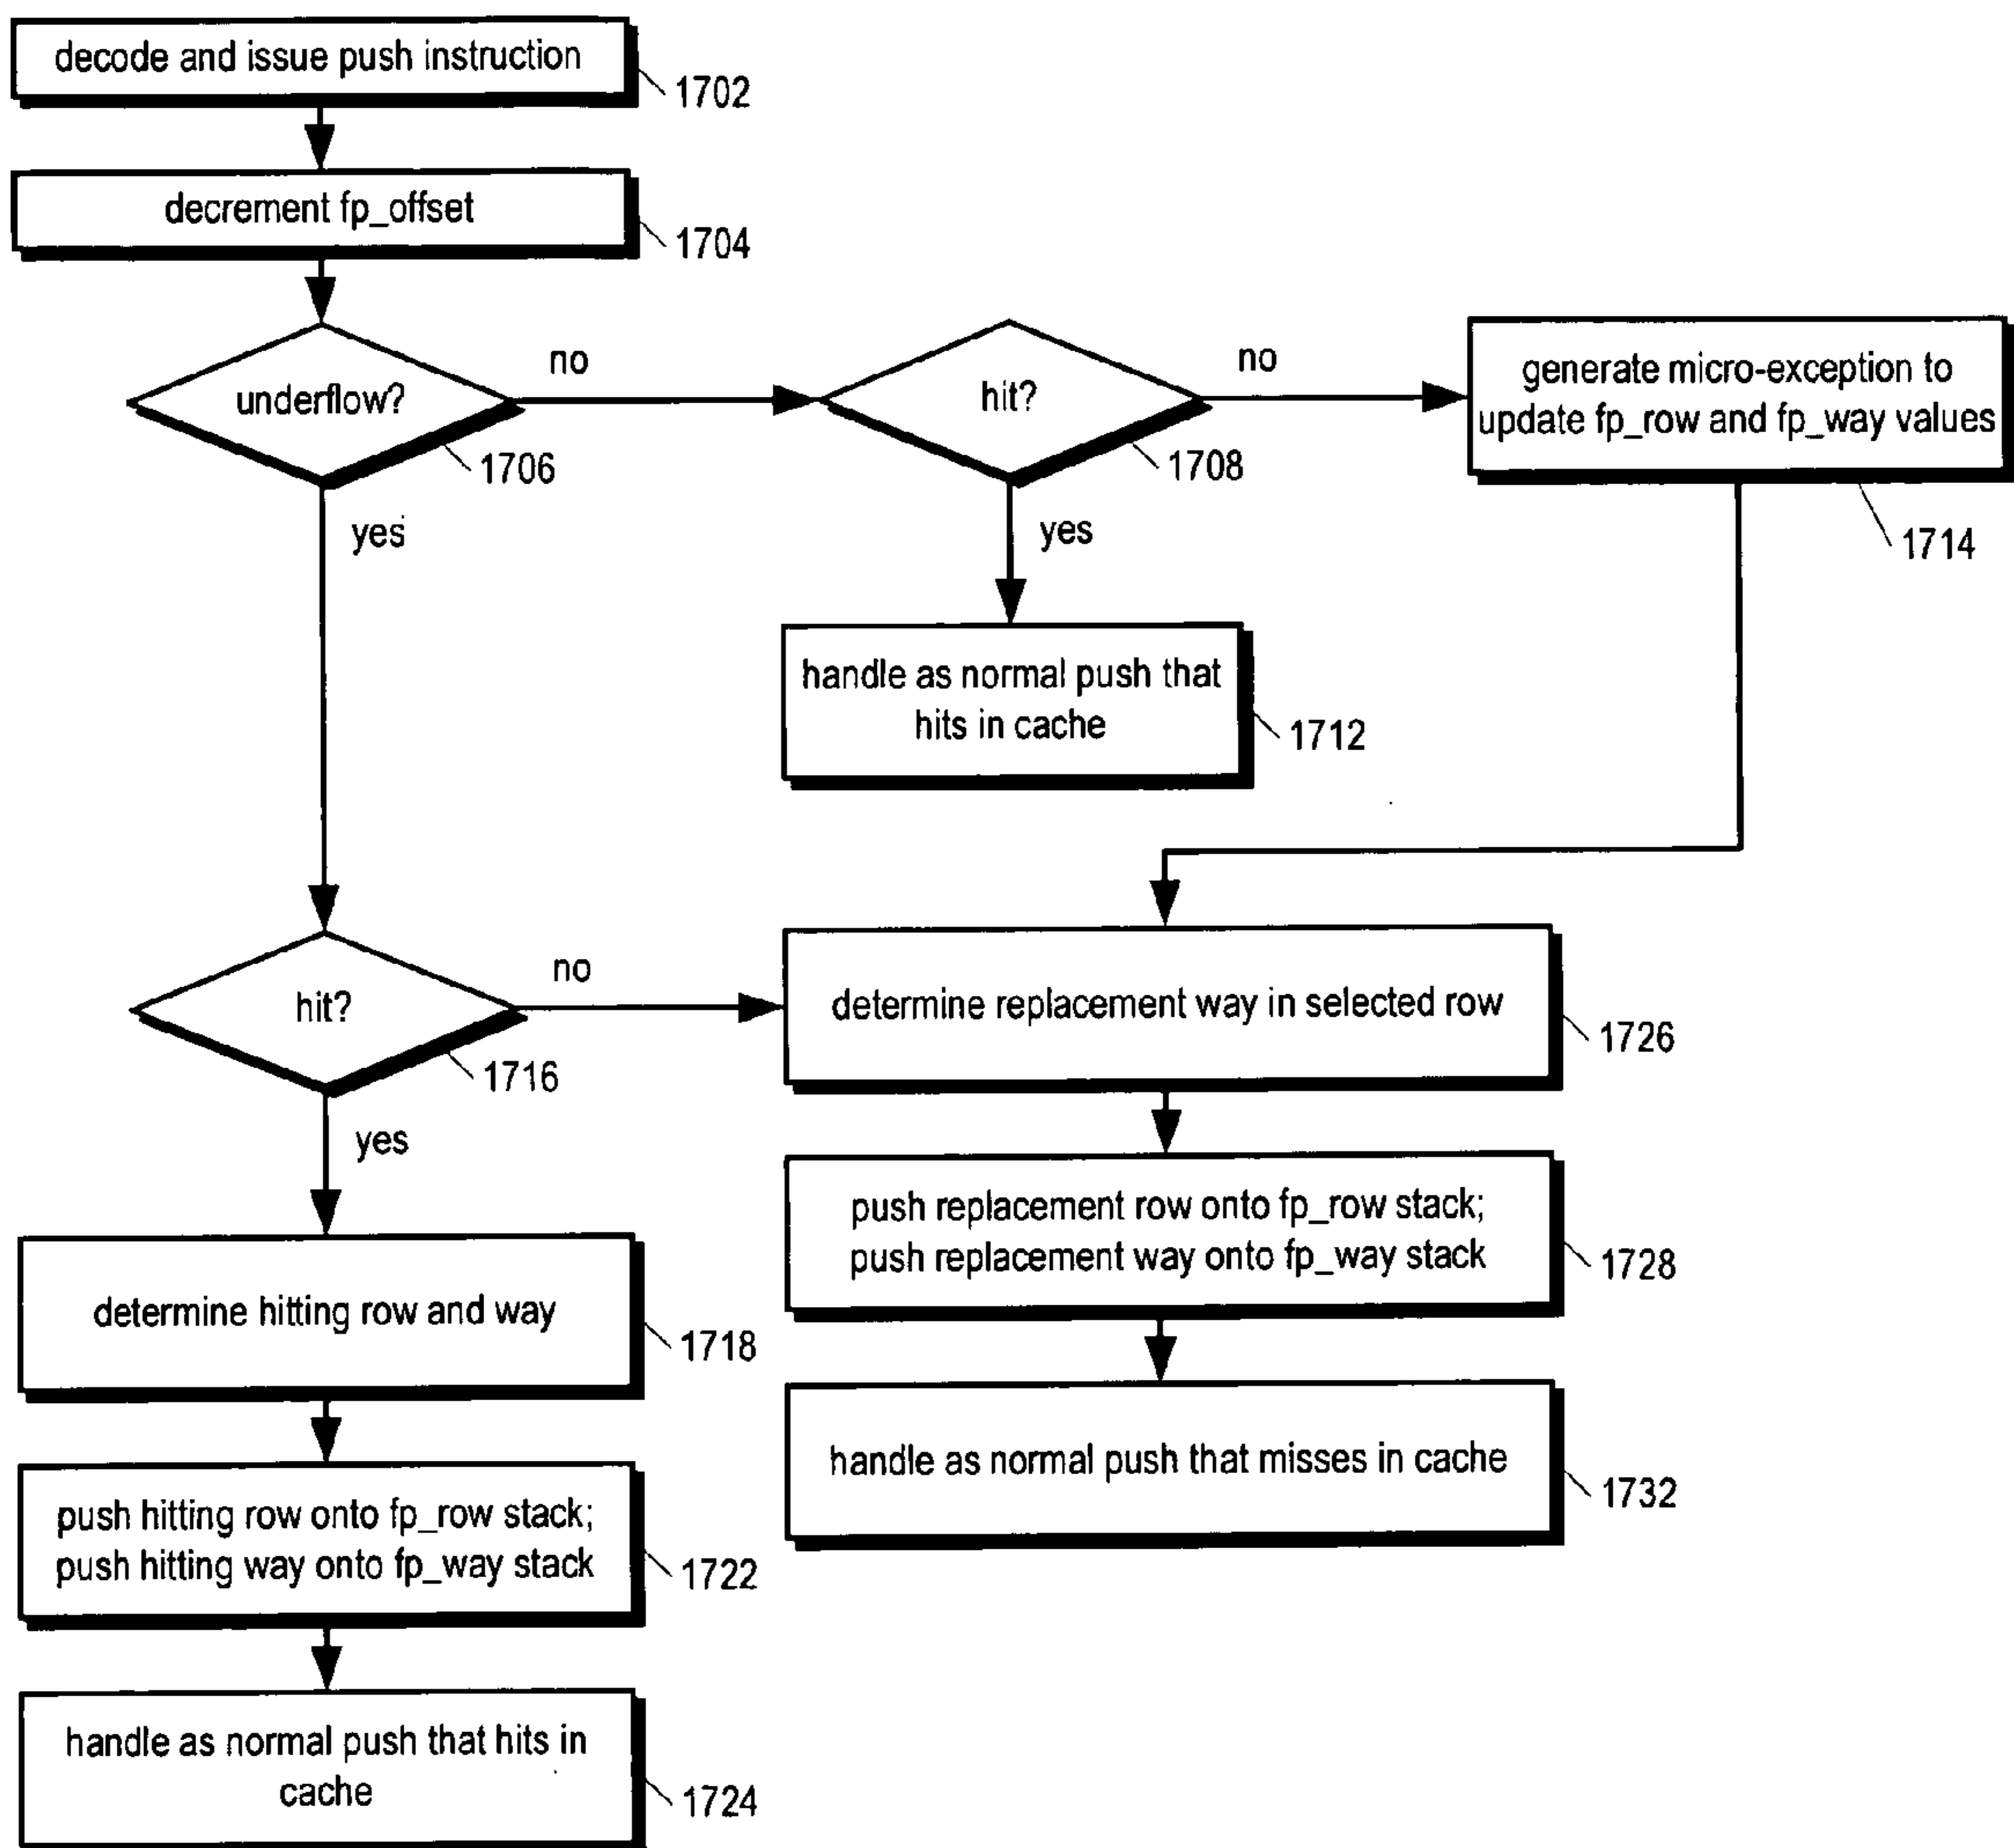 decode and issue push instruction
1702
decrement fp_offset
1704
underflow?
1706
no
yes
hit?
1708
no
yes
generate micro-exception to
update fp_row and fp_way values
1714
handle as normal push that
hits in cache
1712
hit?
1716
no
yes
determine replacement way in selected row
1726
push replacement row onto fp_row stack;
push replacement way onto fp_way stack
1728
handle as normal push that misses in cache
1732
determine hitting row and way
1718
push hitting row onto fp_row stack;
push hitting way onto fp_way stack
1722
handle as normal push that hits in
cache
1724